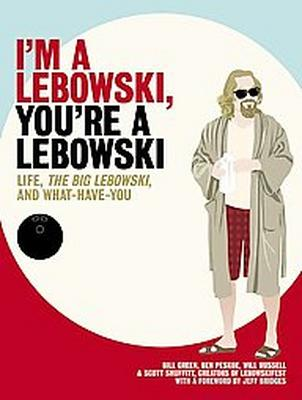 I'M A
LEBOWSKI,
YOU'RE A
LEBOWSKI
LIFE, THE BIG LEBOWSKI,
AND WHAT-HAVE-YOU
BILL GREEN, BEN PESKOE, WILL RUSSELL
& SCOTT SHUFFITT, CREATORS OF LEBOWSKIFEST
WITH A FOREWORD BY JEFF BRIDGES